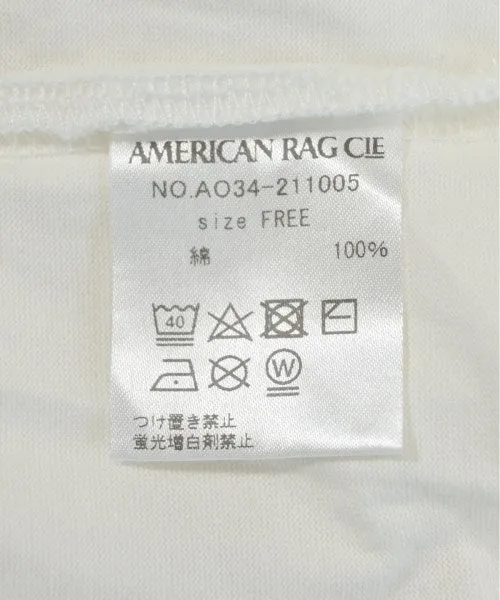 AMERICAN RAG CIE
NO.AO34-211005
size FREE
綿 100%
40
W
つけ置き禁止
蛍光増白剤禁止